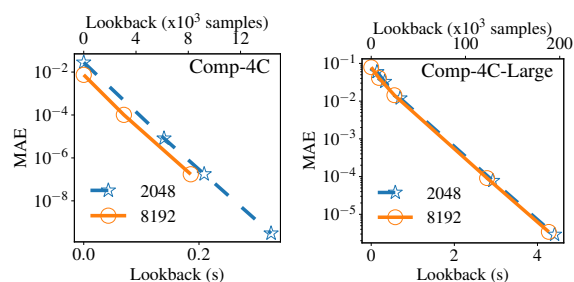 Lookback (x10³ samples)
0 8
Comp-4C
MAE
10⁻²
10⁻⁴
10⁻⁶
10⁻⁸
2048
8192
0.0 0.2
Lookback (s)
Lookback (x10³ samples)
0 100 200
Comp-4C-Large
MAE
10⁻¹
10⁻²
10⁻³
10⁻⁴
10⁻⁵
2048
8192
0 2 4
Lookback (s)